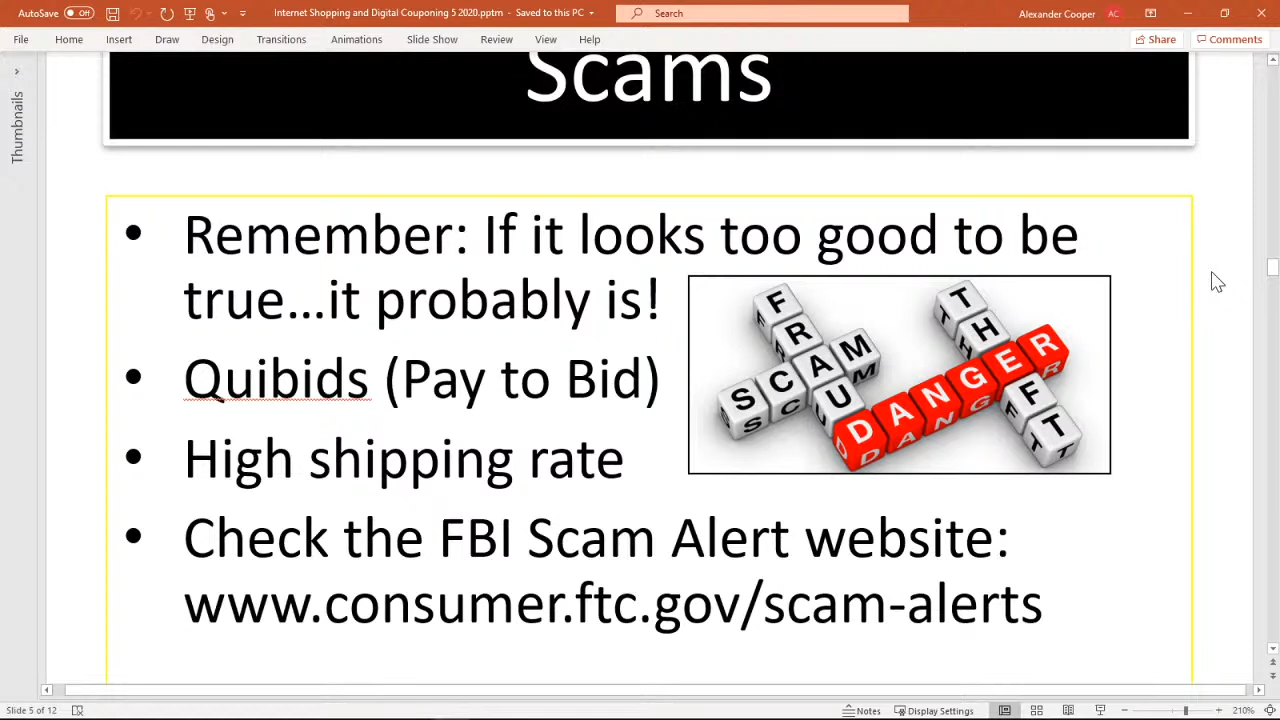 AutoSave Off Internet Shopping and Digital Couponing 5 2020.pptm - Saved to this PC Search Alexander Cooper AC
File Home Insert Draw Design Transitions Animations Slide Show Review View Help Share Comments
Thumbnails
Scams
• Remember: If it looks too good to be
true...it probably is!
• Quibids (Pay to Bid)
• High shipping rate
• Check the FBI Scam Alert website:
www.consumer.ftc.gov/scam-alerts
FRAUD
SCAM
DANGER
THEFT
Slide 5 of 12 Notes Display Settings 210%